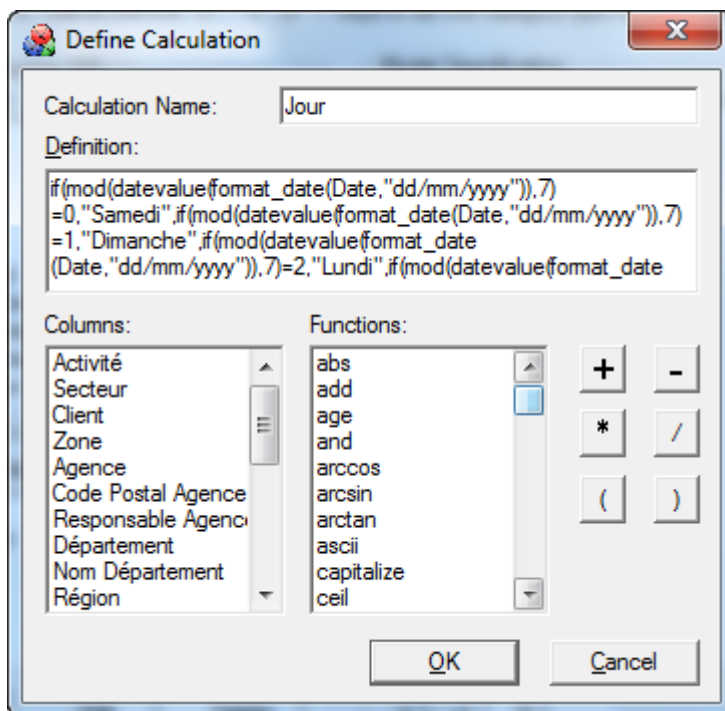 Define Calculation
Calculation Name:
Jour
Definition:
if(mod(datevalue(format_date(Date,"dd/mm/yyyy")),7)
=0,"Samedi",if(mod(datevalue(format_date(Date,"dd/mm/yyyy")),7)
=1,"Dimanche",if(mod(datevalue(format_date
(Date,"dd/mm/yyyy")),7)=2,"Lundi",if(mod(datevalue(format_date
Columns:
Activité
Secteur
Client
Zone
Agence
Code Postal Agence
Responsable Agenc
Département
Nom Département
Région
Functions:
abs
add
age
and
arccos
arcsin
arctan
ascii
capitalize
ceil
+ -
* /
( )
OK
Cancel